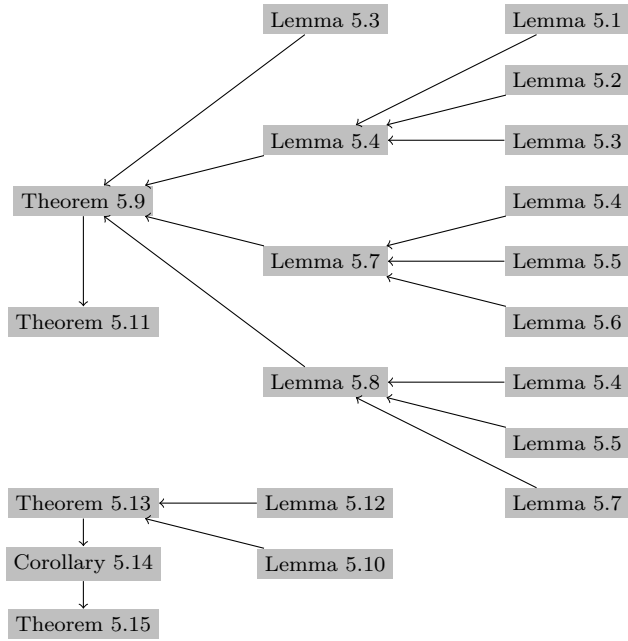 Lemma 5.3
Lemma 5.1
Lemma 5.2
Lemma 5.4
Lemma 5.3
Theorem 5.9
Lemma 5.4
Lemma 5.7
Lemma 5.5
Theorem 5.11
Lemma 5.6
Lemma 5.8
Lemma 5.4
Lemma 5.5
Theorem 5.13
Lemma 5.12
Lemma 5.7
Corollary 5.14
Lemma 5.10
Theorem 5.15